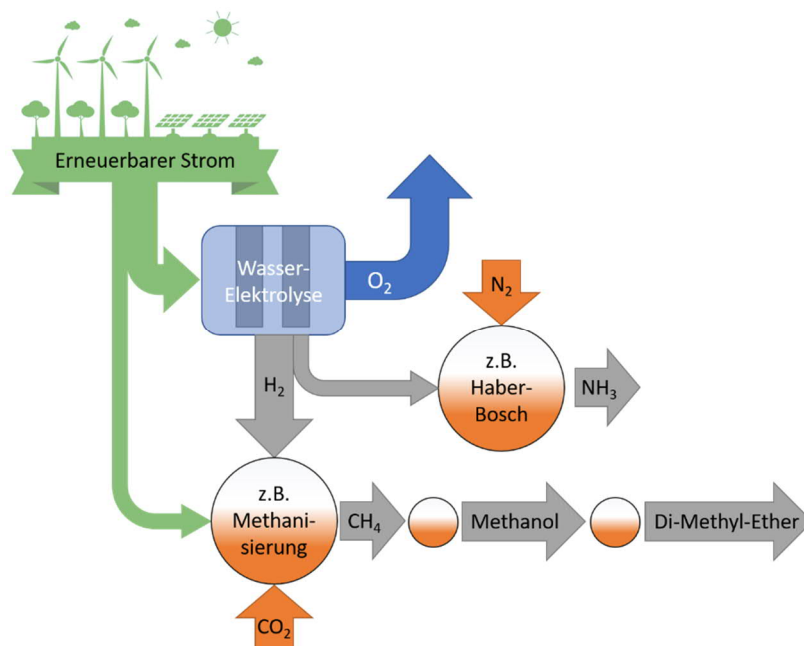 Erneuerbarer Strom
Wasser-
Elektrolyse
O₂
N₂
H₂
z.B.
Haber-
Bosch
NH₃
z.B.
Methani-
sierung
CH₄
Methanol
Di-Methyl-Ether
CO₂